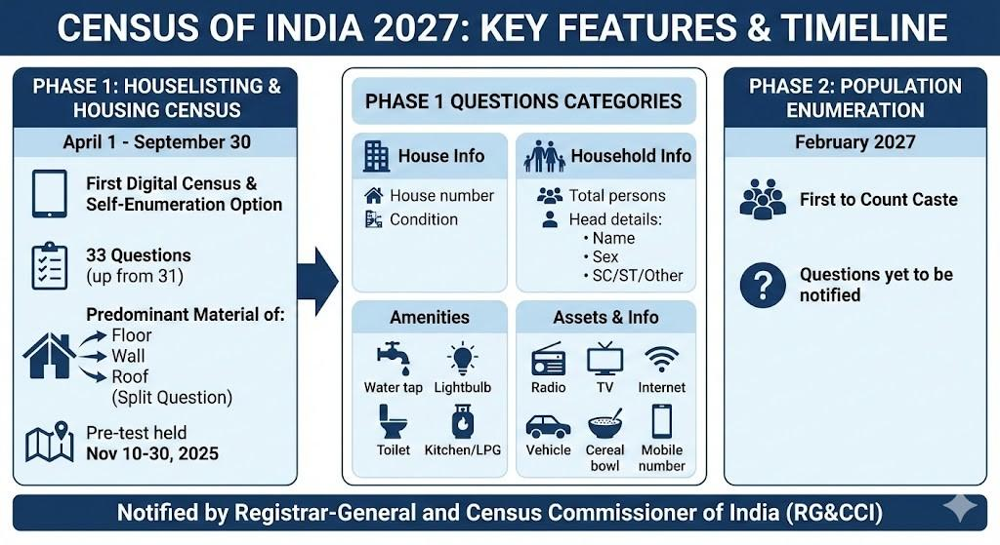 CENSUS OF INDIA 2027: KEY FEATURES & TIMELINE
PHASE 1: HOUSELISTING &
HOUSING CENSUS
April 1 - September 30
First Digital Census &
Self-Enumeration Option
33 Questions
(up from 31)
Predominant Material of:
Floor
Wall
Roof
(Split Question)
Pre-test held
Nov 10-30, 2025
PHASE 1 QUESTIONS CATEGORIES
House Info
House number
Condition
Household Info
Total persons
Head details:
• Name
• Sex
• SC/ST/Other
Amenities
Water tap
Lightbulb
Toilet
Kitchen/LPG
Assets & Info
Radio
TV
Internet
Vehicle
Cereal
bowl
Mobile
number
PHASE 2: POPULATION
ENUMERATION
February 2027
First to Count Caste
?
Questions yet to be
notified
Notified by Registrar-General and Census Commissioner of India (RG&CCI)